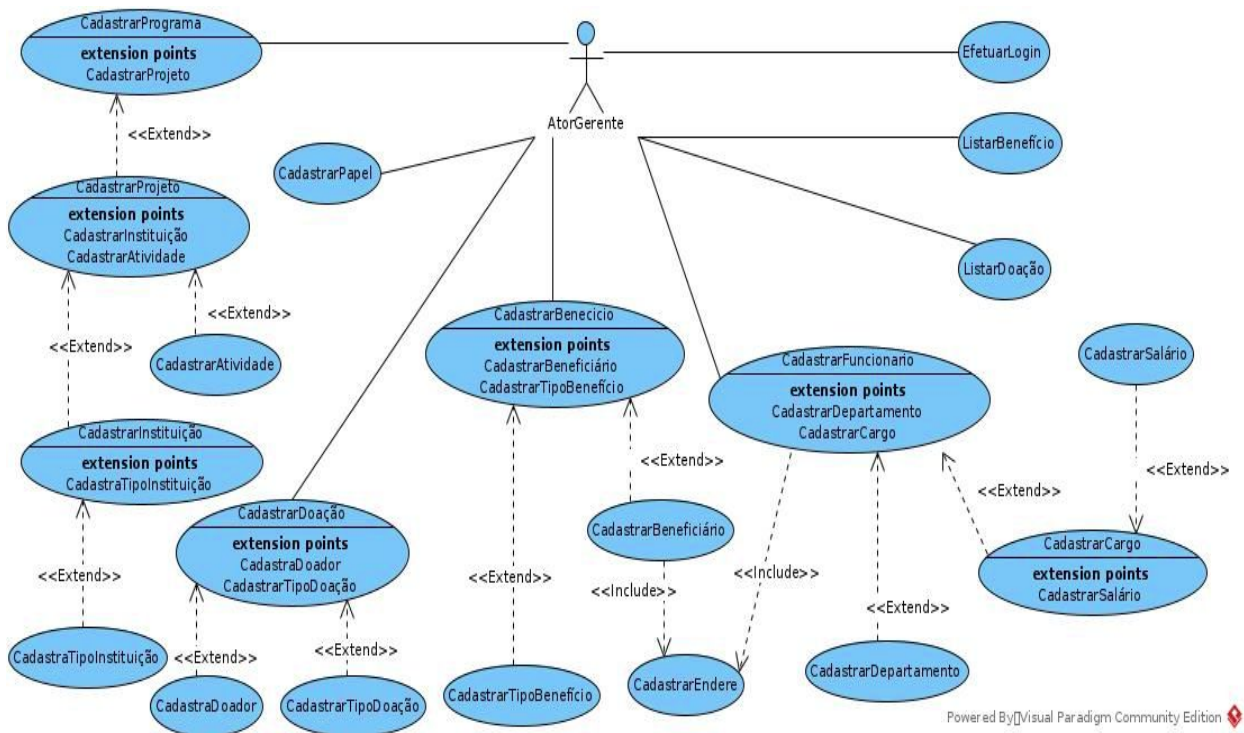 CadastrarPrograma
extension points
CadastrarProjeto
EfetuarLogin
<<Extend>>
AtorGerente
ListarBenefício
CadastrarPapel
CadastrarProjeto
extension points
CadastrarInstituição
CadastrarAtividade
ListarDoação
<<Extend>>
<<Extend>>
CadastrarAtividade
CadastrarBenecicio
extension points
CadastrarBeneficiário
CadastrarTipoBenefício
CadastrarFuncionario
extension points
CadastrarDepartamento
CadastrarCargo
CadastrarSalário
CadastrarInstituição
extension points
CadastraTipoInstituição
<<Extend>>
<<Extend>>
<<Extend>>
CadastrarDoação
extension points
CadastraDoador
CadastrarTipoDoação
CadastrarBeneficiário
CadastrarCargo
extension points
CadastrarSalário
<<Extend>>
<<Extend>>
<<Include>>
<<Include>>
<<Extend>>
CadastraTipoInstituição
<<Extend>>
<<Extend>>
CadastraDoador
CadastrarTipoDoação
CadastrarTipoBenefício
CadastrarEndere
CadastrarDepartamento
Powered By▯Visual Paradigm Community Edition